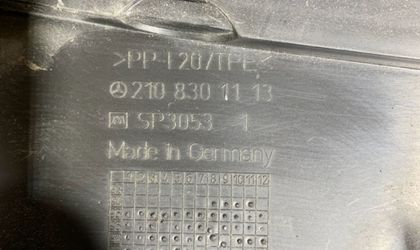 >PP-T20/TPE<
210 830 11 13
SP3053 1
Made in Germany
1 2 3 4 5 6 7 8 9 10 11 12